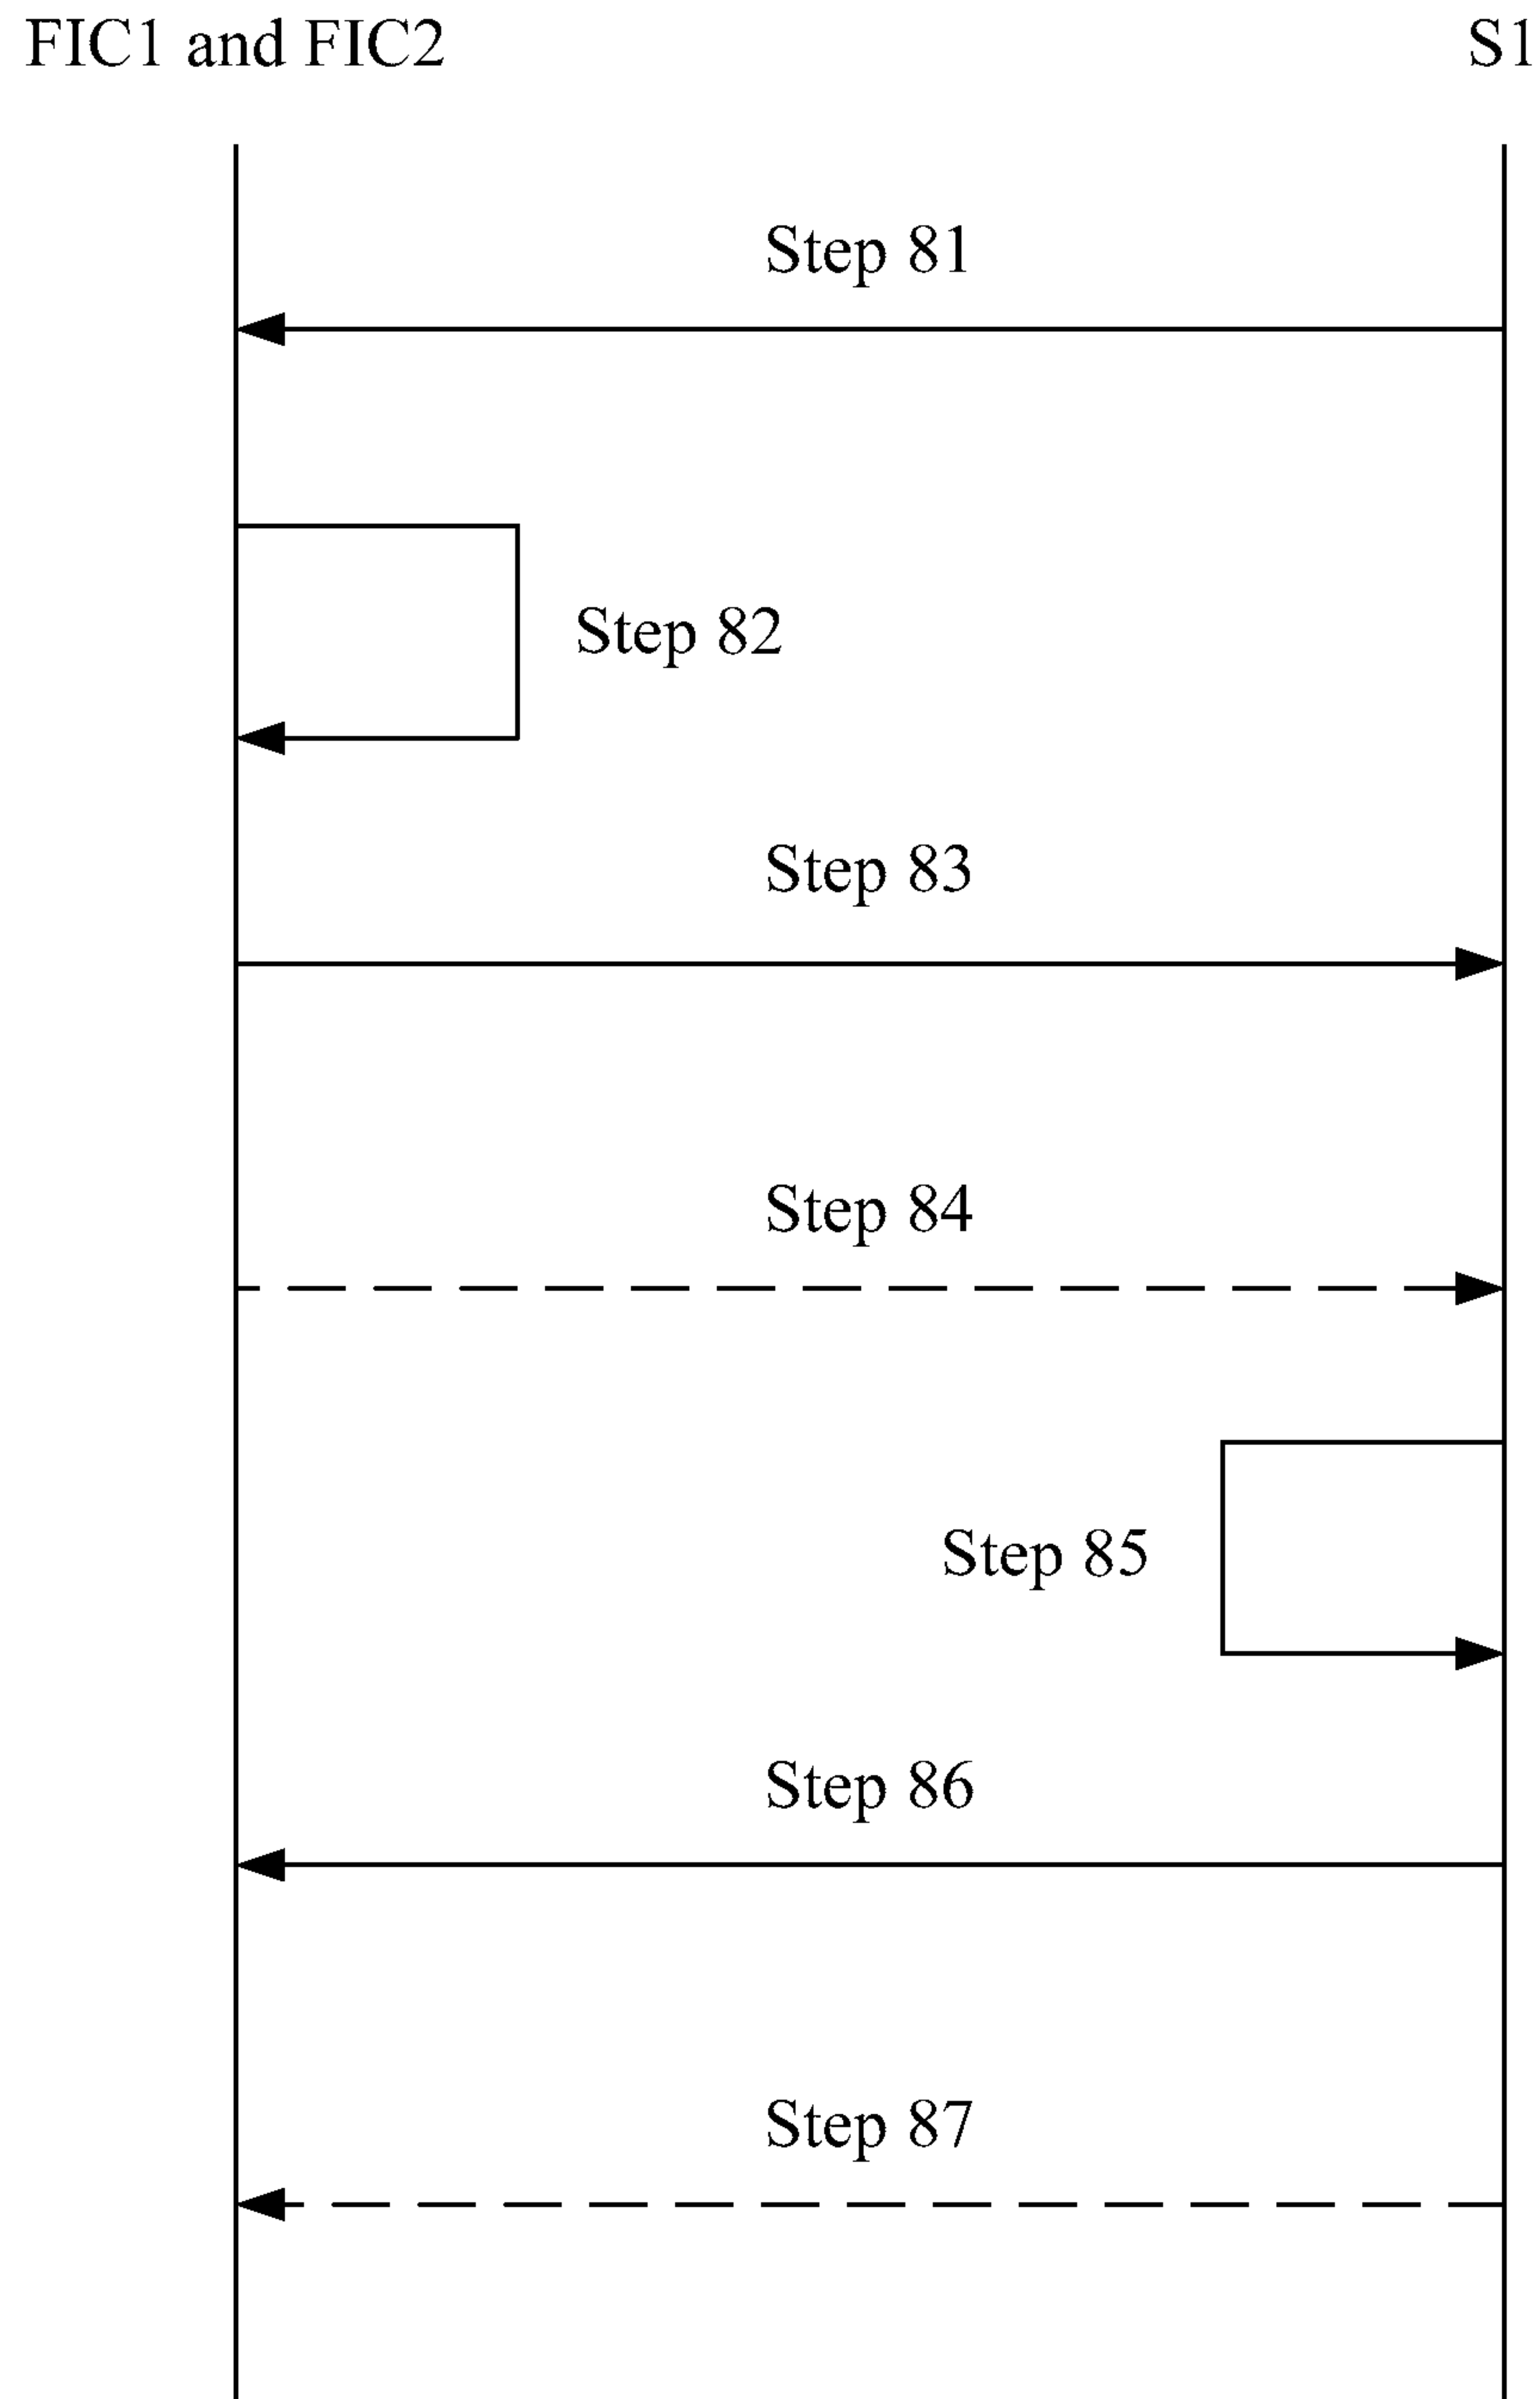 FIC1 and FIC2
S1
Step 81
Step 82
Step 83
Step 84
Step 85
Step 86
Step 87